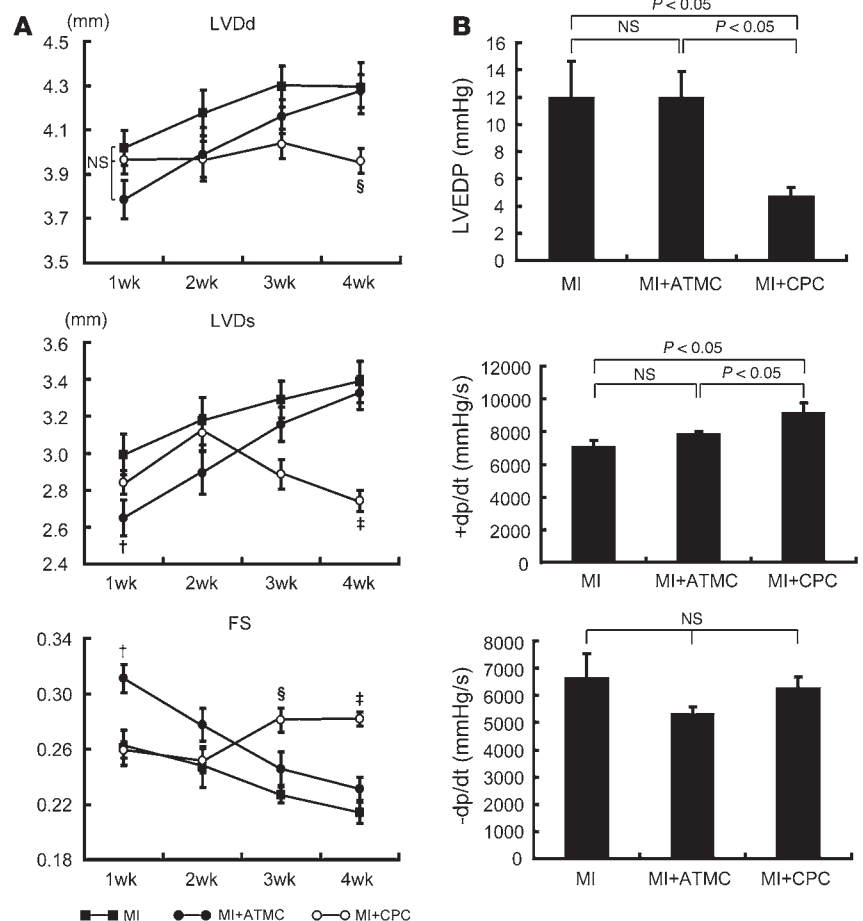 A
(mm)
LVDd
4.5
4.3
4.1
3.9
3.7
3.5
NS
§
1wk 2wk 3wk 4wk
(mm)
LVDs
3.6
3.4
3.2
3.0
2.8
2.6
2.4
†
‡
1wk 2wk 3wk 4wk
FS
0.34
0.30
0.26
0.22
0.18
†
§
‡
1wk 2wk 3wk 4wk
MI MI+ATMC MI+CPC
B
P < 0.05
NS P < 0.05
LVEDP (mmHg)
16
14
12
10
8
6
4
2
0
MI MI+ATMC MI+CPC
P < 0.05
NS P < 0.05
+dp/dt (mmHg/s)
12000
10000
8000
6000
4000
2000
0
MI MI+ATMC MI+CPC
NS
-dp/dt (mmHg/s)
8000
7000
6000
5000
4000
3000
2000
1000
0
MI MI+ATMC MI+CPC